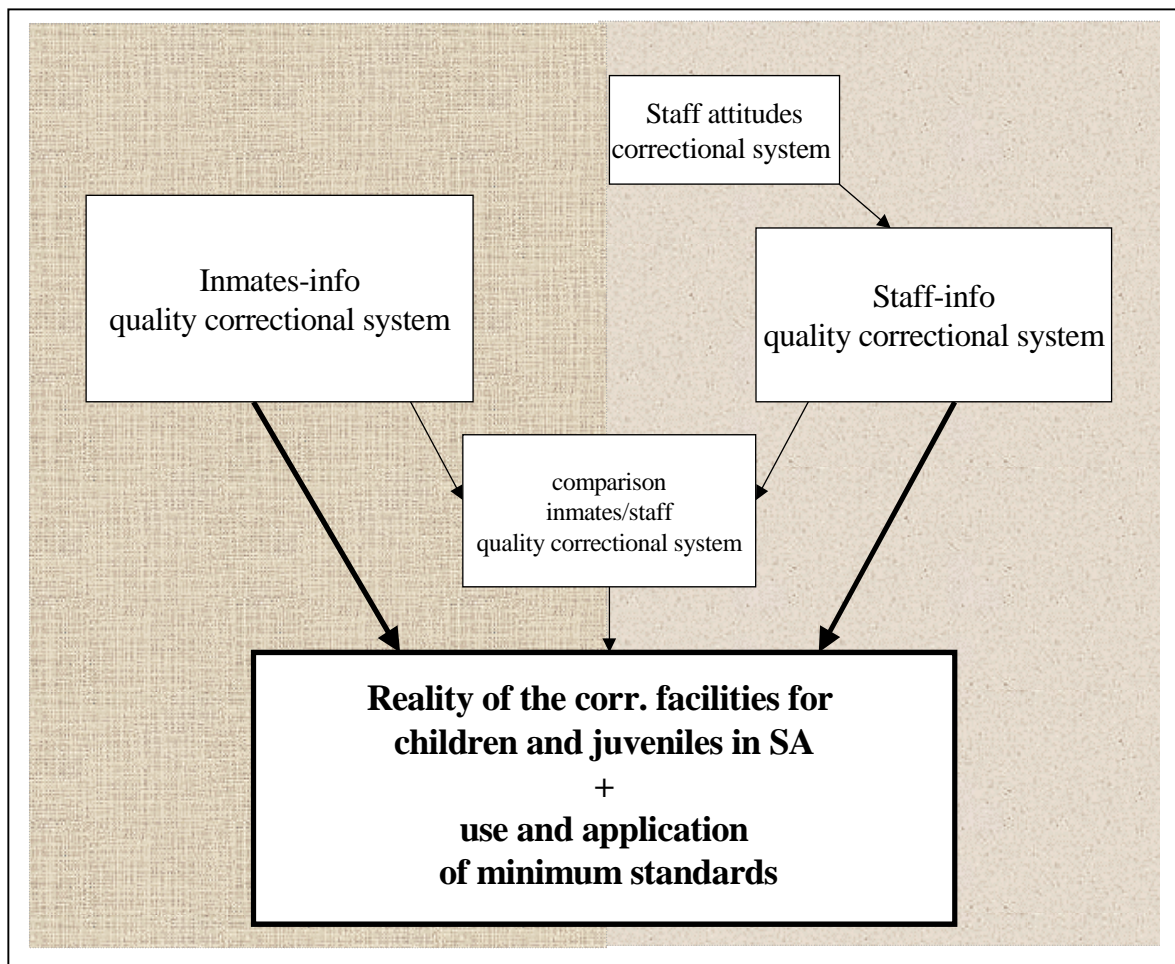 Staff attitudes
correctional system
Inmates-info
quality correctional system
Staff-info
quality correctional system
comparison
inmates/staff
quality correctional system
Reality of the corr. facilities for
children and juveniles in SA
+
use and application
of minimum standards